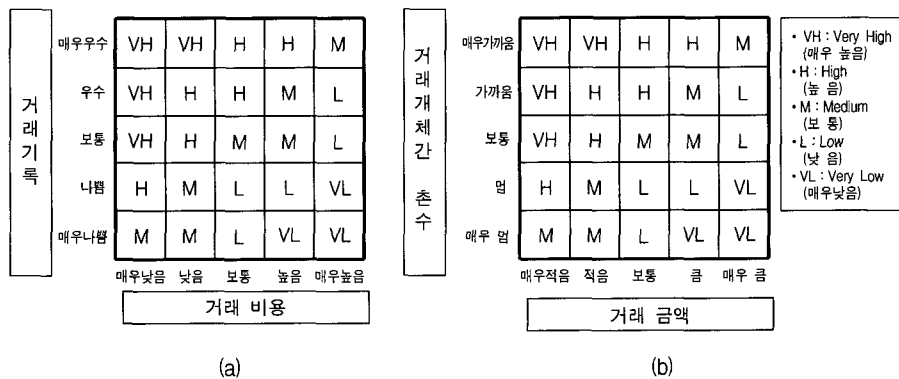 거래기록
매우우수 VH VH H H M
우수 VH H H M L
보통 VH H M M L
나쁨 H M L L VL
매우나쁨 M M L VL VL
매우낮음 낮음 보통 높음 매우높음
거래 비용
(a)
거래개체간 촌수
매우가까움 VH VH H H M
가까움 VH H H M L
보통 VH H M M L
멈 H M L L VL
매우 멈 M M L VL VL
매우적음 적음 보통 큼 매우 큼
거래 금액
(b)
• VH : Very High
(매우 높음)
• H : High
(높 음)
• M : Medium
(보 통)
• L : Low
(낮 음)
• VL : Very Low
(매우낮음)